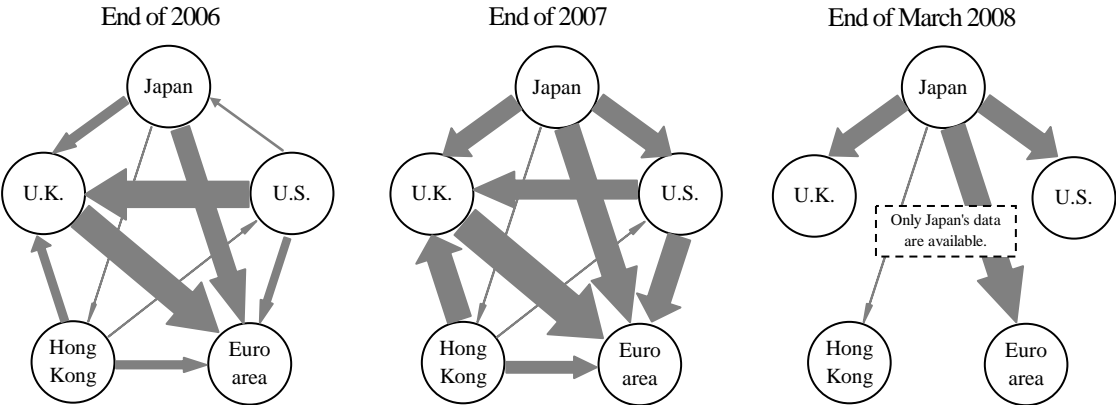 End of 2006
Japan
U.K.
U.S.
Hong
Kong
Euro
area
End of 2007
Japan
U.K.
U.S.
Hong
Kong
Euro
area
End of March 2008
Japan
U.K.
U.S.
Only Japan's data
are available.
Hong
Kong
Euro
area